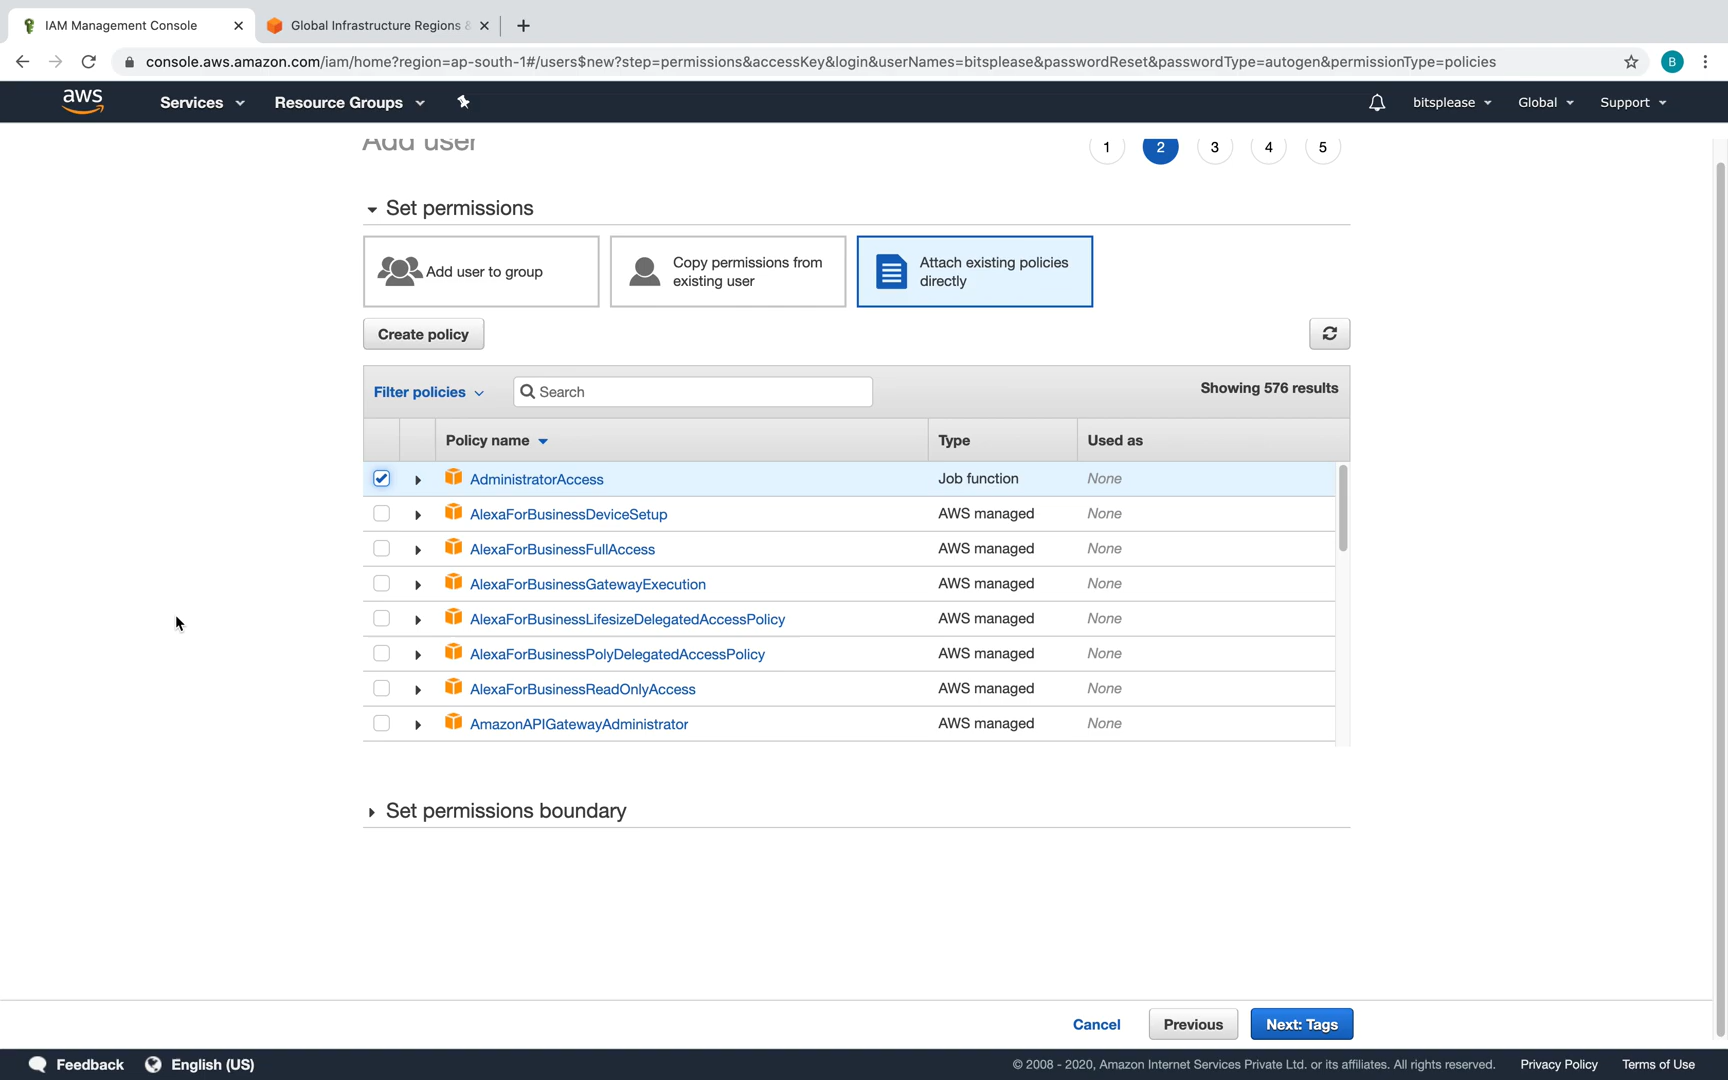 IAM Management Console
Global Infrastructure Regions &
console.aws.amazon.com/iam/home?region=ap-south-1#/users$new?step=permissions&accessKey&login&userNames=bitsplease&passwordReset&passwordType=autogen&permissionType=policies
B
aws
Services
Resource Groups
bitsplease
Global
Support
Add user
1
2
3
4
5
Set permissions
Add user to group
Copy permissions from
existing user
Attach existing policies
directly
Create policy
Filter policies
Search
Showing 576 results
Policy name
Type
Used as
AdministratorAccess
Job function
None
AlexaForBusinessDeviceSetup
AWS managed
None
AlexaForBusinessFullAccess
AWS managed
None
AlexaForBusinessGatewayExecution
AWS managed
None
AlexaForBusinessLifesizeDelegatedAccessPolicy
AWS managed
None
AlexaForBusinessPolyDelegatedAccessPolicy
AWS managed
None
AlexaForBusinessReadOnlyAccess
AWS managed
None
AmazonAPIGatewayAdministrator
AWS managed
None
Set permissions boundary
Cancel
Previous
Next: Tags
Feedback
English (US)
© 2008 - 2020, Amazon Internet Services Private Ltd. or its affiliates. All rights reserved.
Privacy Policy
Terms of Use